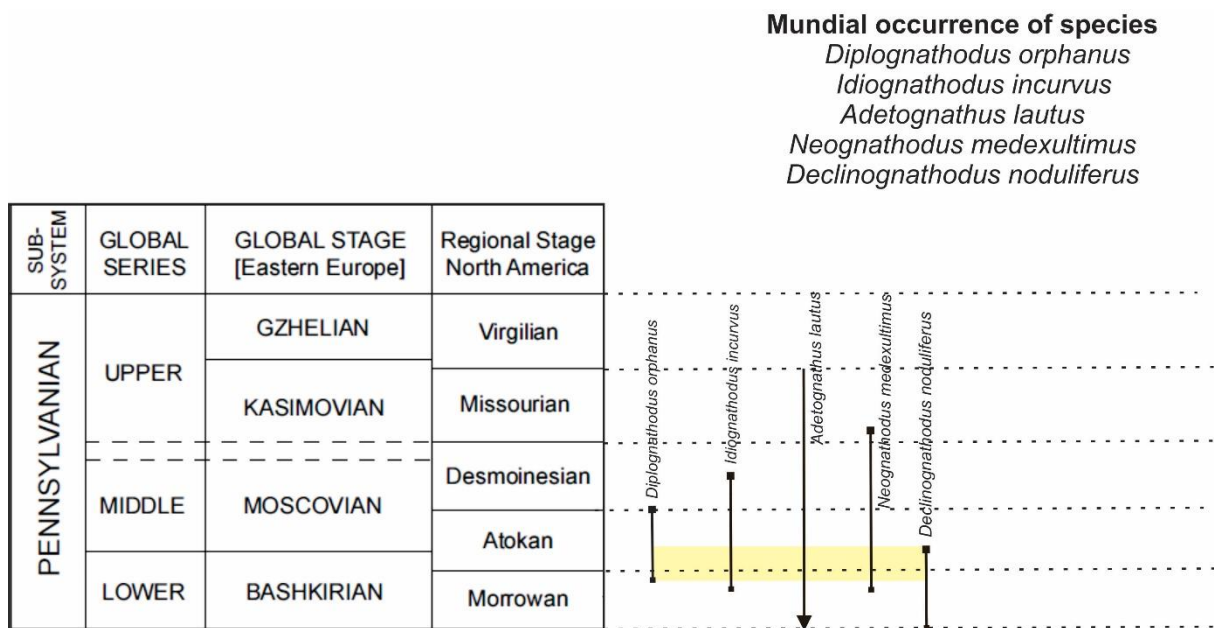 Mundial occurrence of species
Diplognathodus orphanus
Idiognathodus incurvus
Adetognathus lautus
Neognathodus medexultimus
Declinognathodus noduliferus
SUB-
SYSTEM
GLOBAL
SERIES
GLOBAL STAGE
[Eastern Europe]
Regional Stage
North America
PENNSYLVANIAN
UPPER
MIDDLE
LOWER
GZHELIAN
KASIMOVIAN
MOSCOVIAN
BASHKIRIAN
Virgilian
Missourian
Desmoinesian
Atokan
Morrowan
Diplognathodus orphanus
Idiognathodus incurvus
Adetognathus lautus
Neognathodus medexultimus
Declinognathodus noduliferus